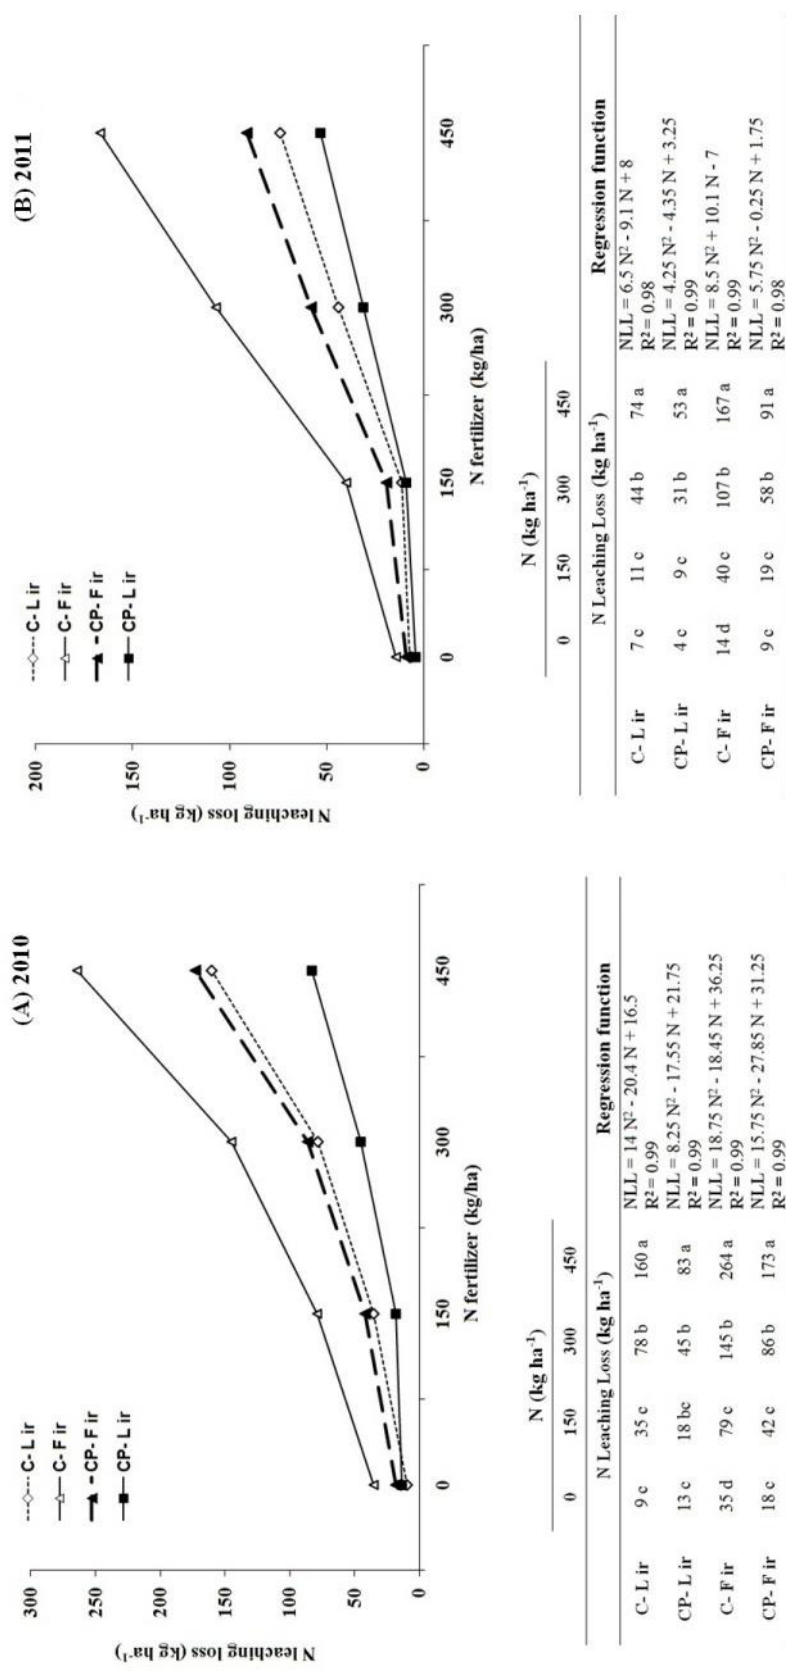 (A) 2010
C- L ir
C- F ir
CP- F ir
CP- L ir
N leaching loss (kg ha-1)
300
250
200
150
100
50
0
0 150 300 450
N fertilizer (kg/ha)
N (kg ha-1)
0 150 300 450
N Leaching Loss (kg ha-1) Regression function
C- L ir 9 c 35 c 78 b 160 a NLL = 14 N2 - 20.4 N + 16.5
R2 = 0.99
CP- L ir 13 c 18 bc 45 b 83 a NLL = 8.25 N2 - 17.55 N + 21.75
R2 = 0.99
C- F ir 35 d 79 c 145 b 264 a NLL = 18.75 N2 - 18.45 N + 36.25
R2 = 0.99
CP- F ir 18 c 42 c 86 b 173 a NLL = 15.75 N2 - 27.85 N + 31.25
R2 = 0.99
(B) 2011
C- L ir
C- F ir
CP- F ir
CP- L ir
N leaching loss (kg ha-1)
200
150
100
50
0
0 150 300 450
N fertilizer (kg/ha)
N (kg ha-1)
0 150 300 450
N Leaching Loss (kg ha-1) Regression function
C- L ir 7 c 11 c 44 b 74 a NLL = 6.5 N2 - 9.1 N + 8
R2 = 0.98
CP- L ir 4 c 9 c 31 b 53 a NLL = 4.25 N2 - 4.35 N + 3.25
R2 = 0.99
C- F ir 14 d 40 c 107 b 167 a NLL = 8.5 N2 + 10.1 N - 7
R2 = 0.99
CP- F ir 9 c 19 c 58 b 91 a NLL = 5.75 N2 - 0.25 N + 1.75
R2 = 0.98